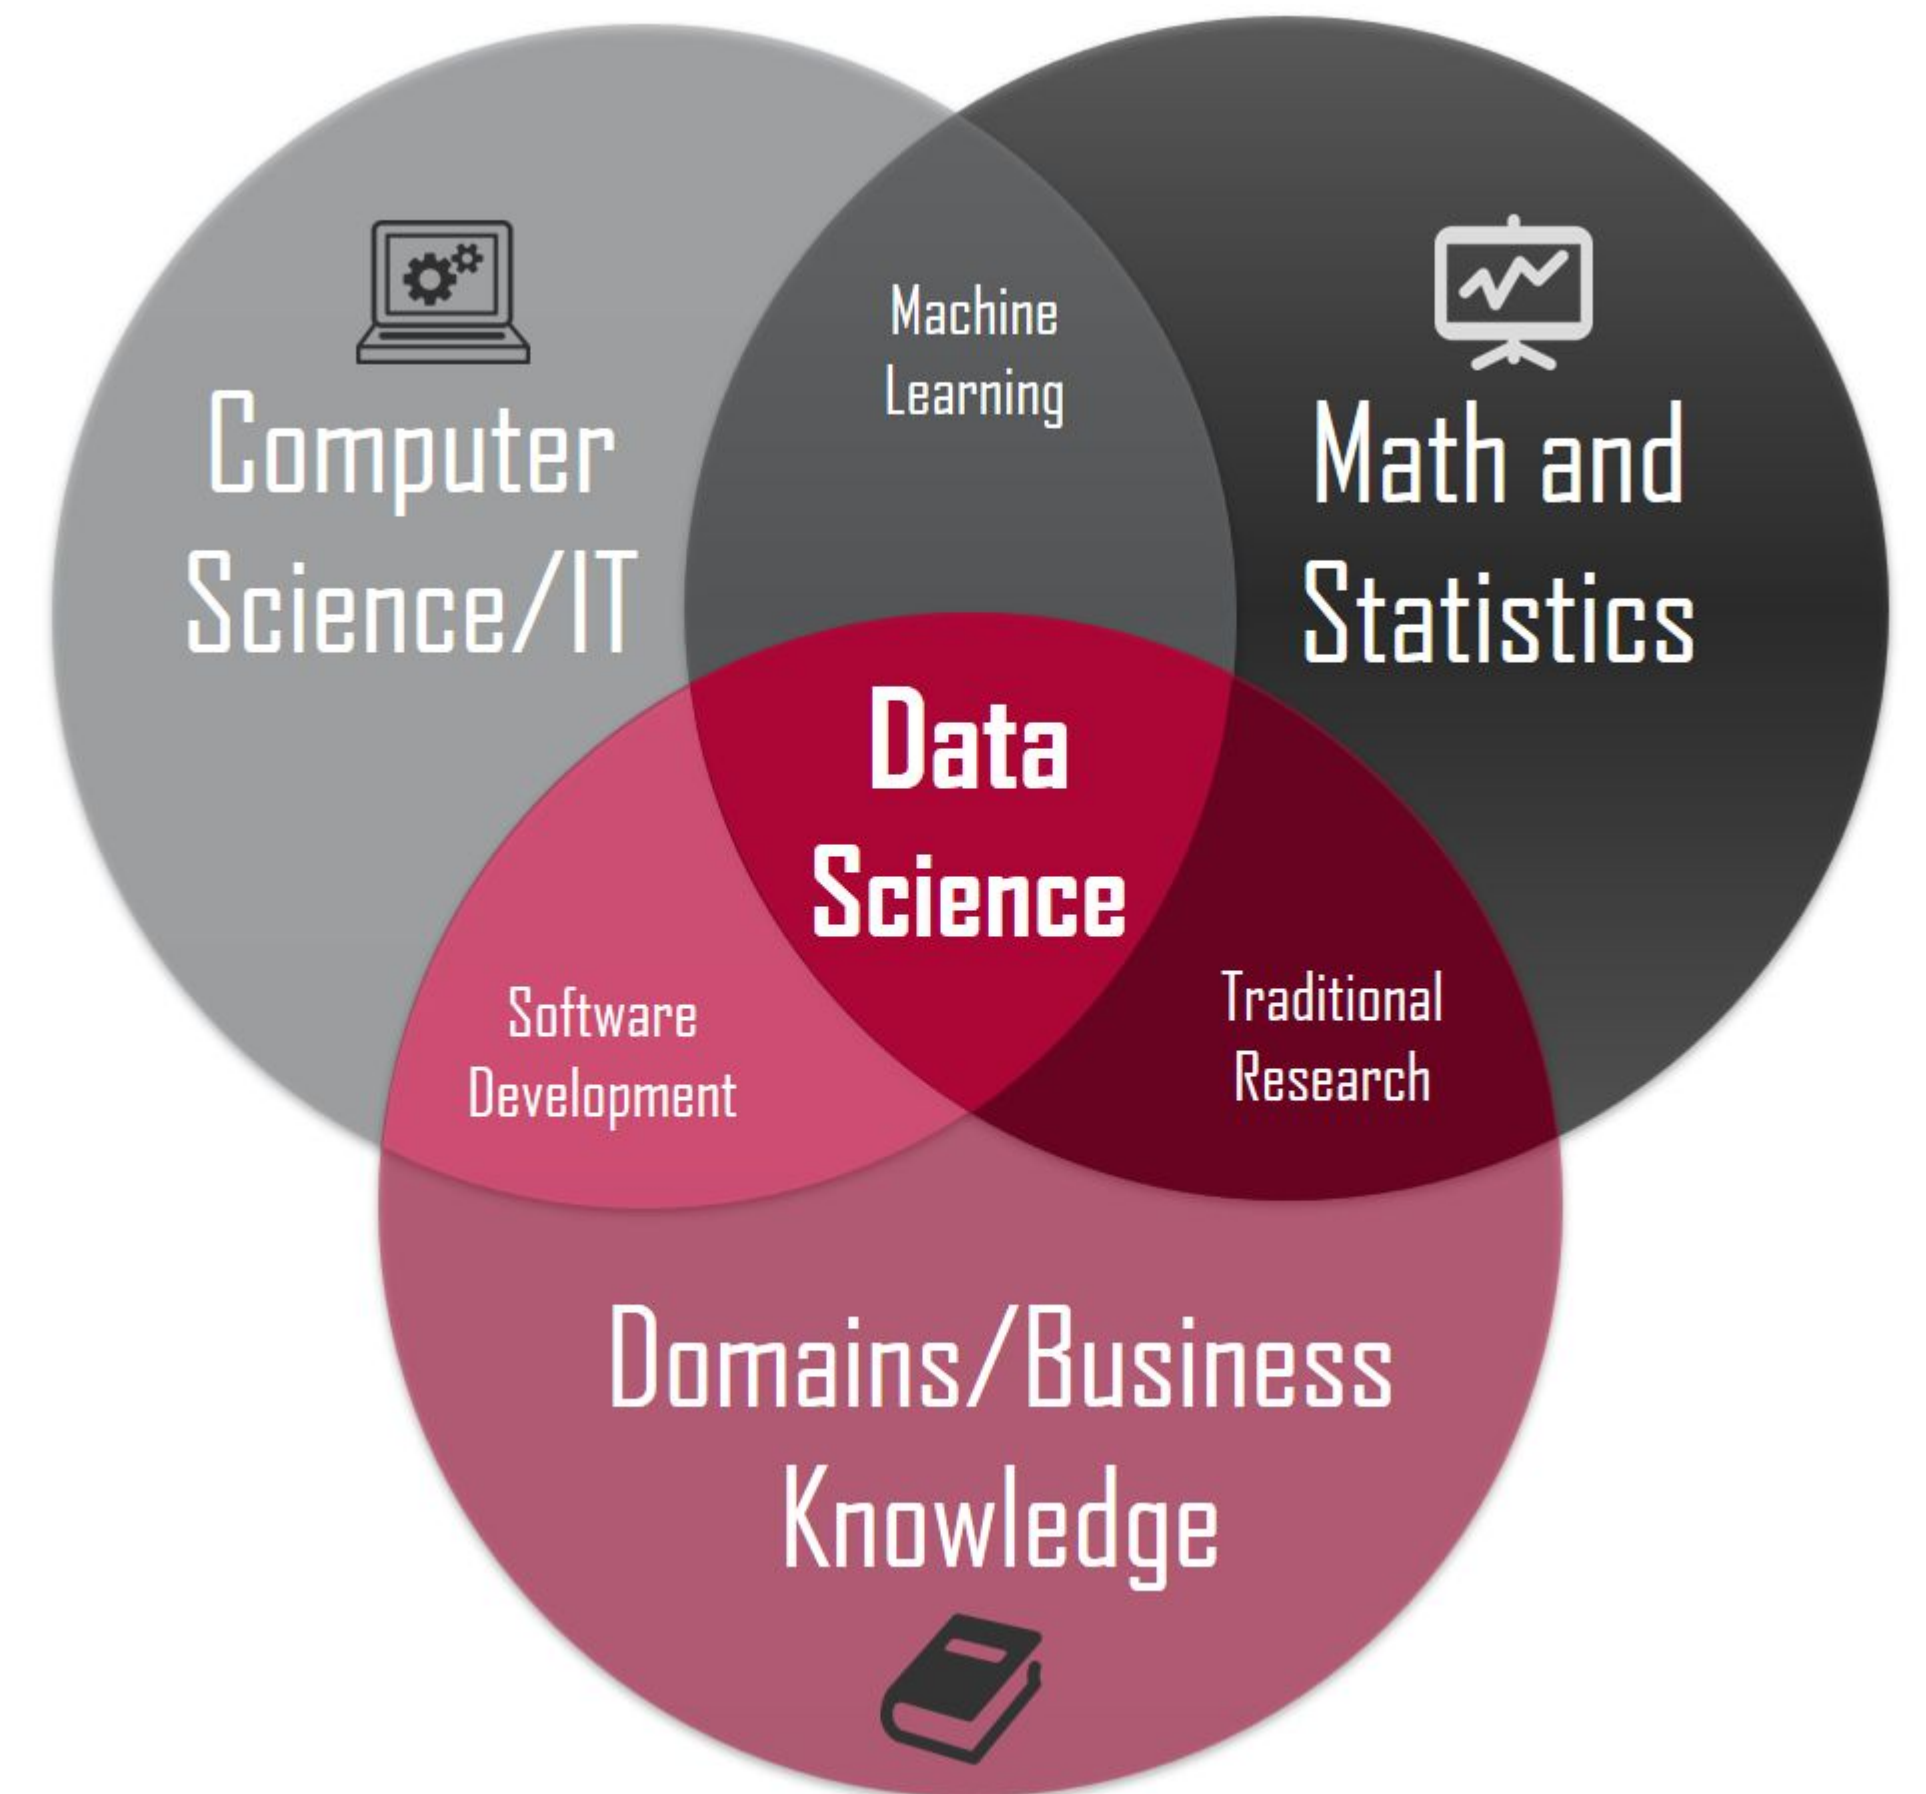 Machine
Learning
Computer
Science/IT
Math and
Statistics
Data
Science
Software
Development
Traditional
Research
Domains/Business
Knowledge